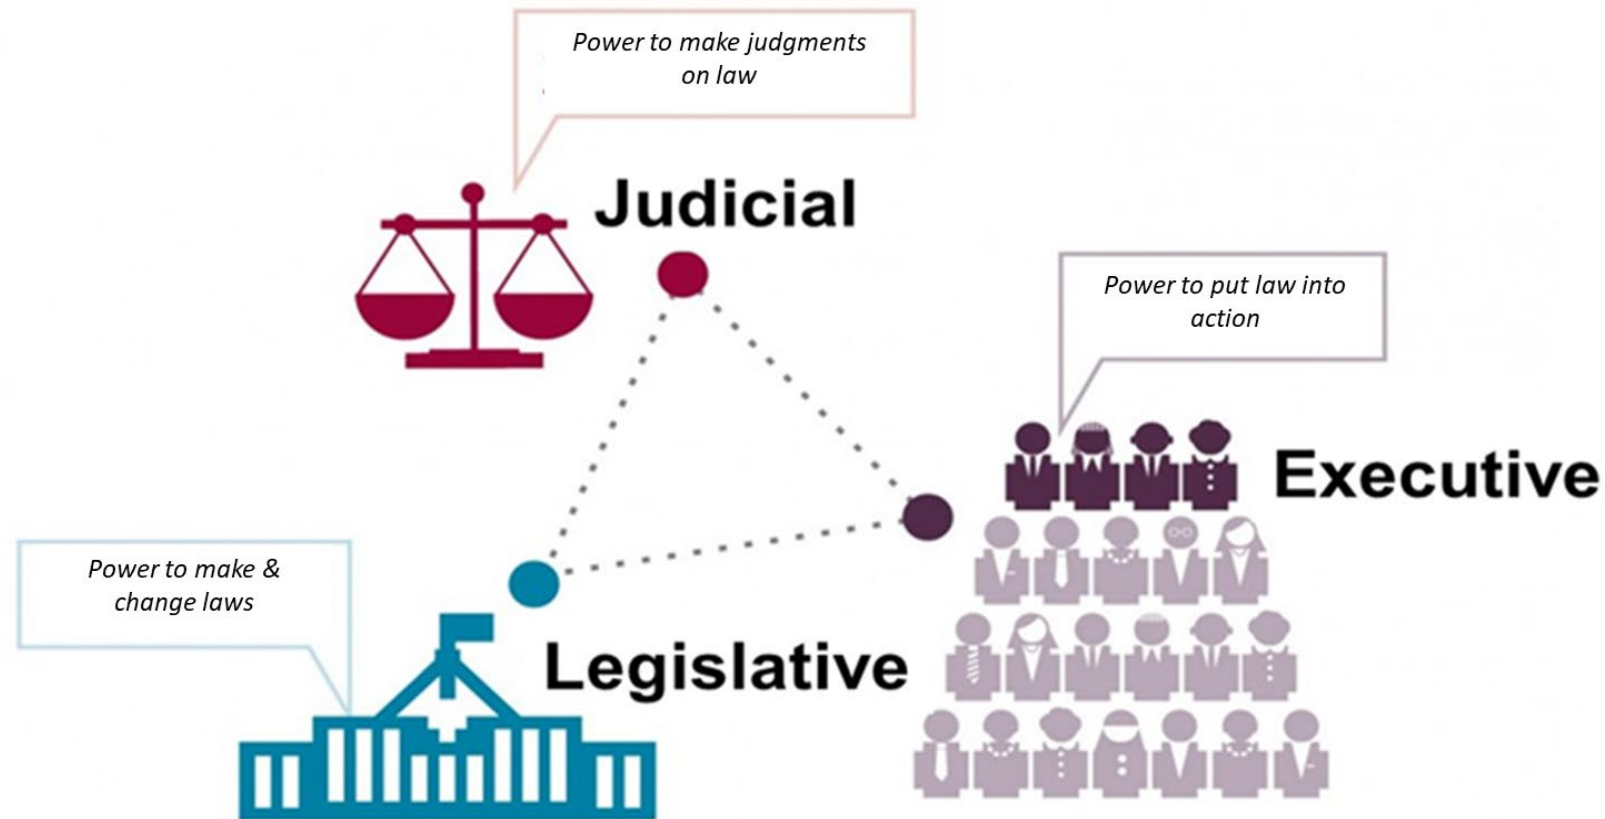 Power to make judgments
on law
Judicial
Power to put law into
action
Executive
Power to make &
change laws
Legislative